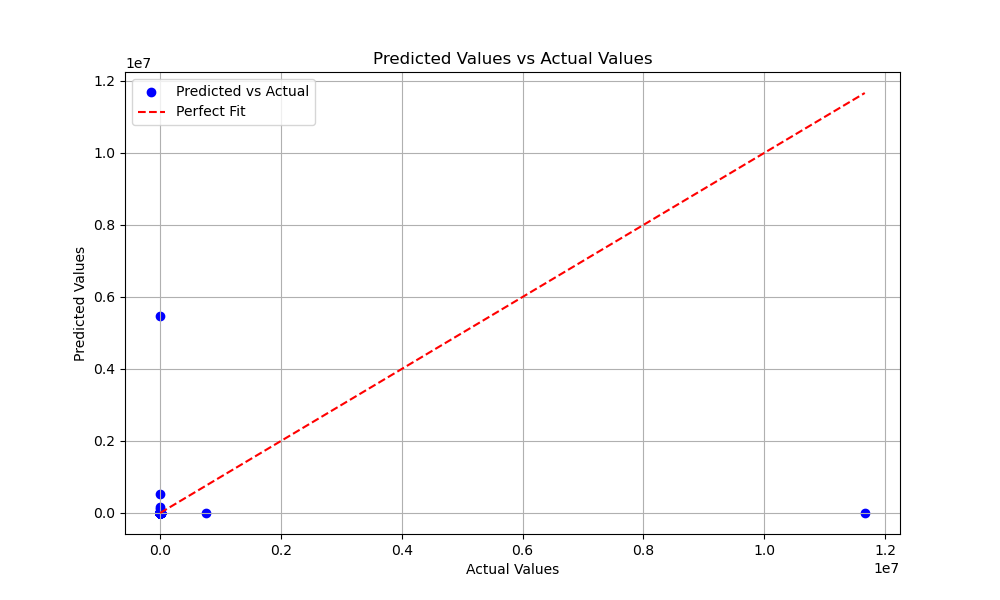 Predicted Values vs Actual Values
1e7
Predicted vs Actual
Perfect Fit
1.2
1.0
0.8
0.6
0.4
0.2
0.0
Predicted Values
0.0 0.2 0.4 0.6 0.8 1.0 1.2
Actual Values
1e7